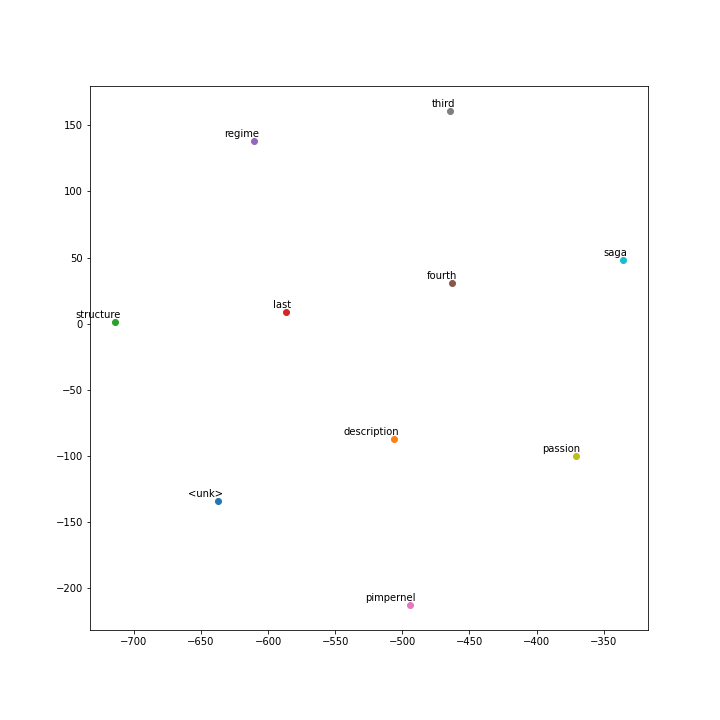 third
150
regime
100
saga
50
fourth
last
structure
0
−50
description
passion
−100
<unk>
−150
−200
pimpernel
−700
−650
−600
−550
−500
−450
−400
−350